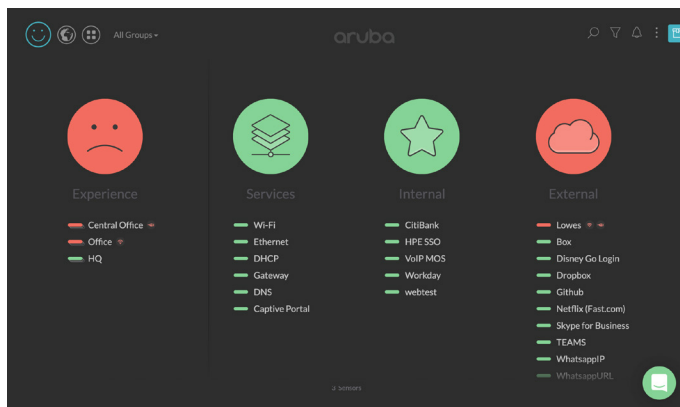 All Groups
aruba
Experience
Central Office
Office
HQ
Services
Wi-Fi
Ethernet
DHCP
Gateway
DNS
Captive Portal
Internal
CitiBank
HPE SSO
VoIP MOS
Workday
webtest
External
Lowes
Box
Disney Go Login
Dropbox
Github
Netflix (Fast.com)
Skype for Business
TEAMS
WhatsappIP
WhatsappURL
Sensors